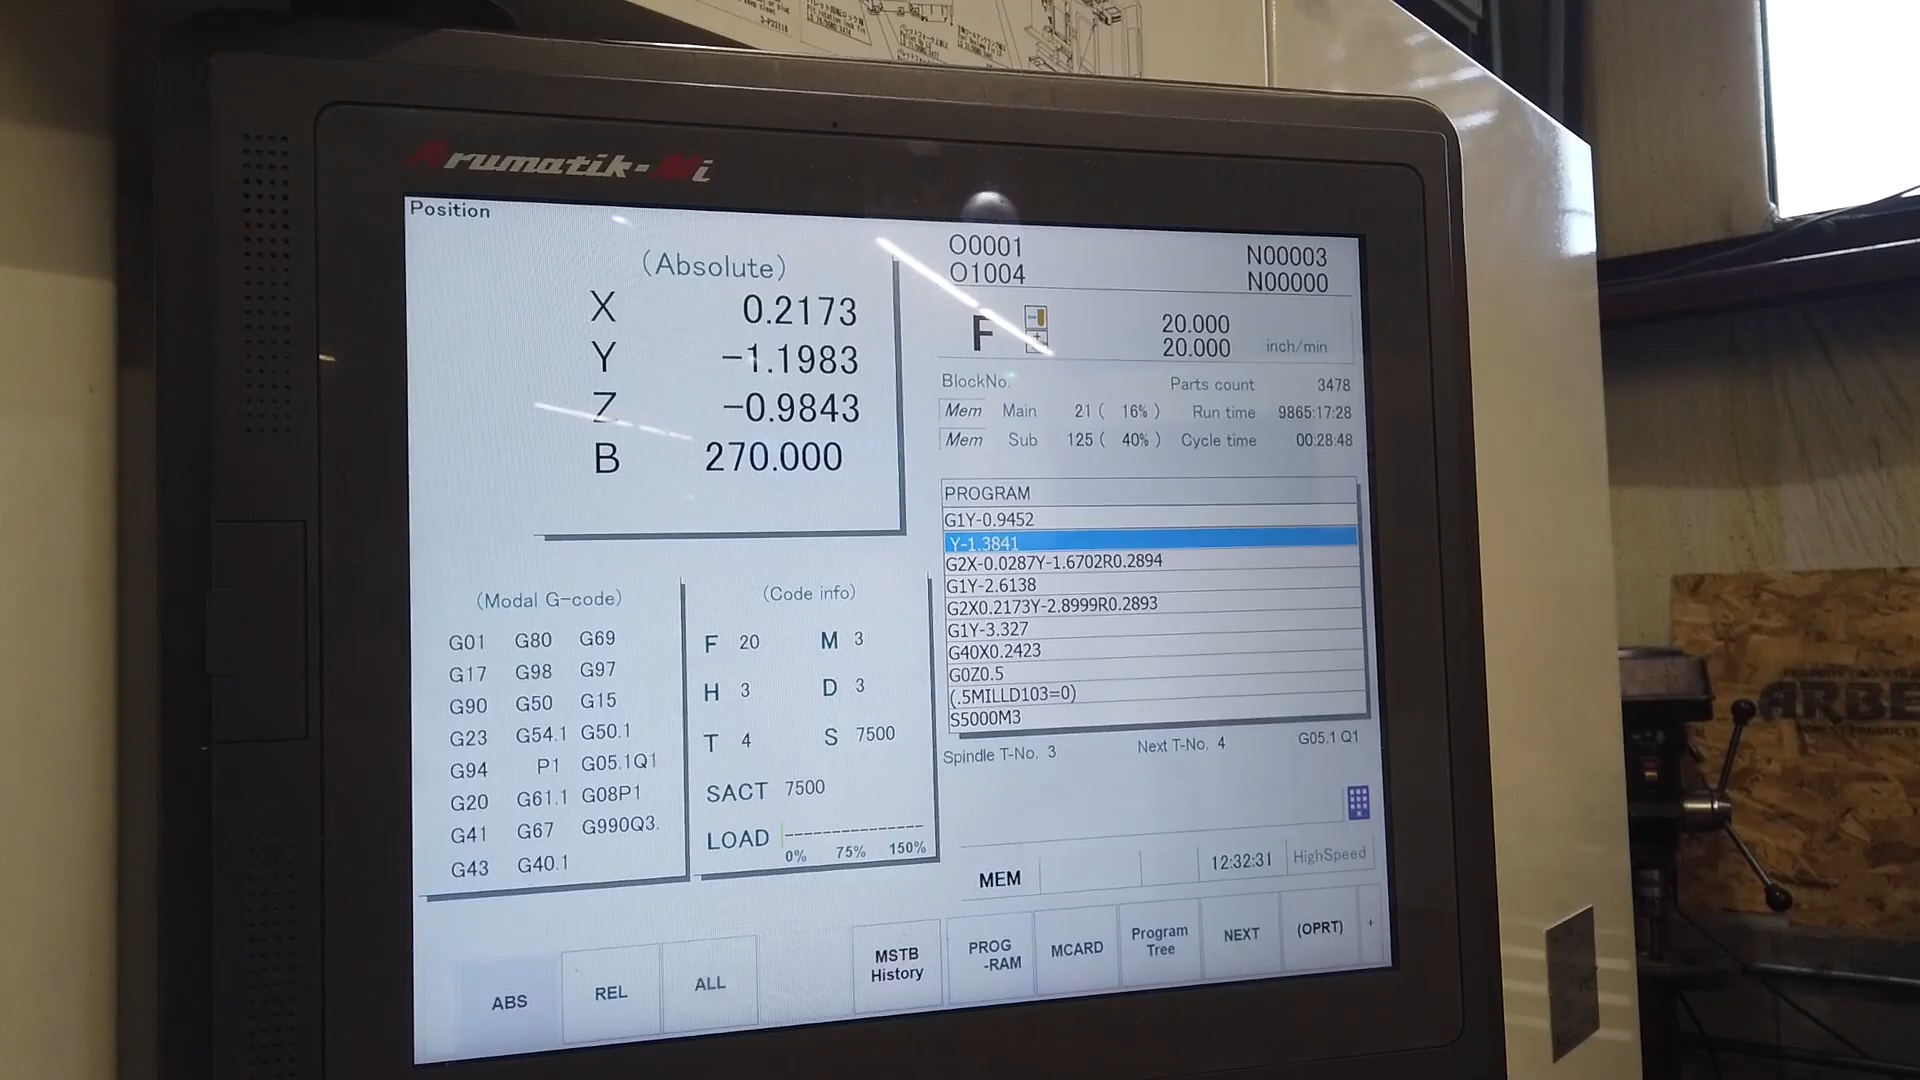 3-P3311B
Arumatik-Mi
Position
(Absolute)
X 0.2173
Y -1.1983
Z -0.9843
B 270.000
O0001 N00003
O1004 N00000
F 20.000
20.000 inch/min
BlockNo. Parts count 3478
Mem Main 21 ( 16% ) Run time 9865:17:28
Mem Sub 125 ( 40% ) Cycle time 00:28:48
PROGRAM
G1Y-0.9452
Y-1.3841
G2X-0.0287Y-1.6702R0.2894
G1Y-2.6138
G2X0.2173Y-2.8999R0.2893
G1Y-3.327
G40X0.2423
G0Z0.5
(.5MILLD103=0)
S5000M3
Spindle T-No. 3 Next T-No. 4 G05.1 Q1
(Modal G-code)
G01 G80 G69
G17 G98 G97
G90 G50 G15
G23 G54.1 G50.1
G94 P1 G05.1Q1
G20 G61.1 G08P1
G41 G67 G990Q3.
G43 G40.1
(Code info)
F 20 M 3
H 3 D 3
T 4 S 7500
SACT 7500
LOAD
0% 75% 150%
MEM 12:32:31 HighSpeed
ABS REL ALL MSTB History PROG -RAM MCARD Program Tree NEXT (OPRT) +
ARBE